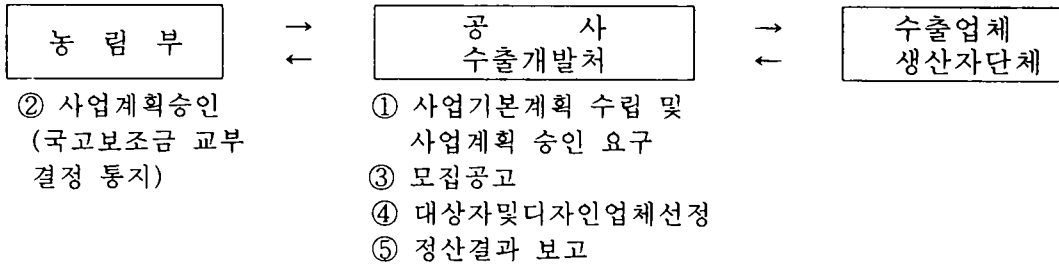 농 림 부
→
←
공 사
수출개발처
→
←
수출업체
생산자단체
② 사업계획승인
(국고보조금 교부
결정 통지)
① 사업기본계획 수립 및
사업계획 승인 요구
③ 모집공고
④ 대상자및디자인업체선정
⑤ 정산결과 보고